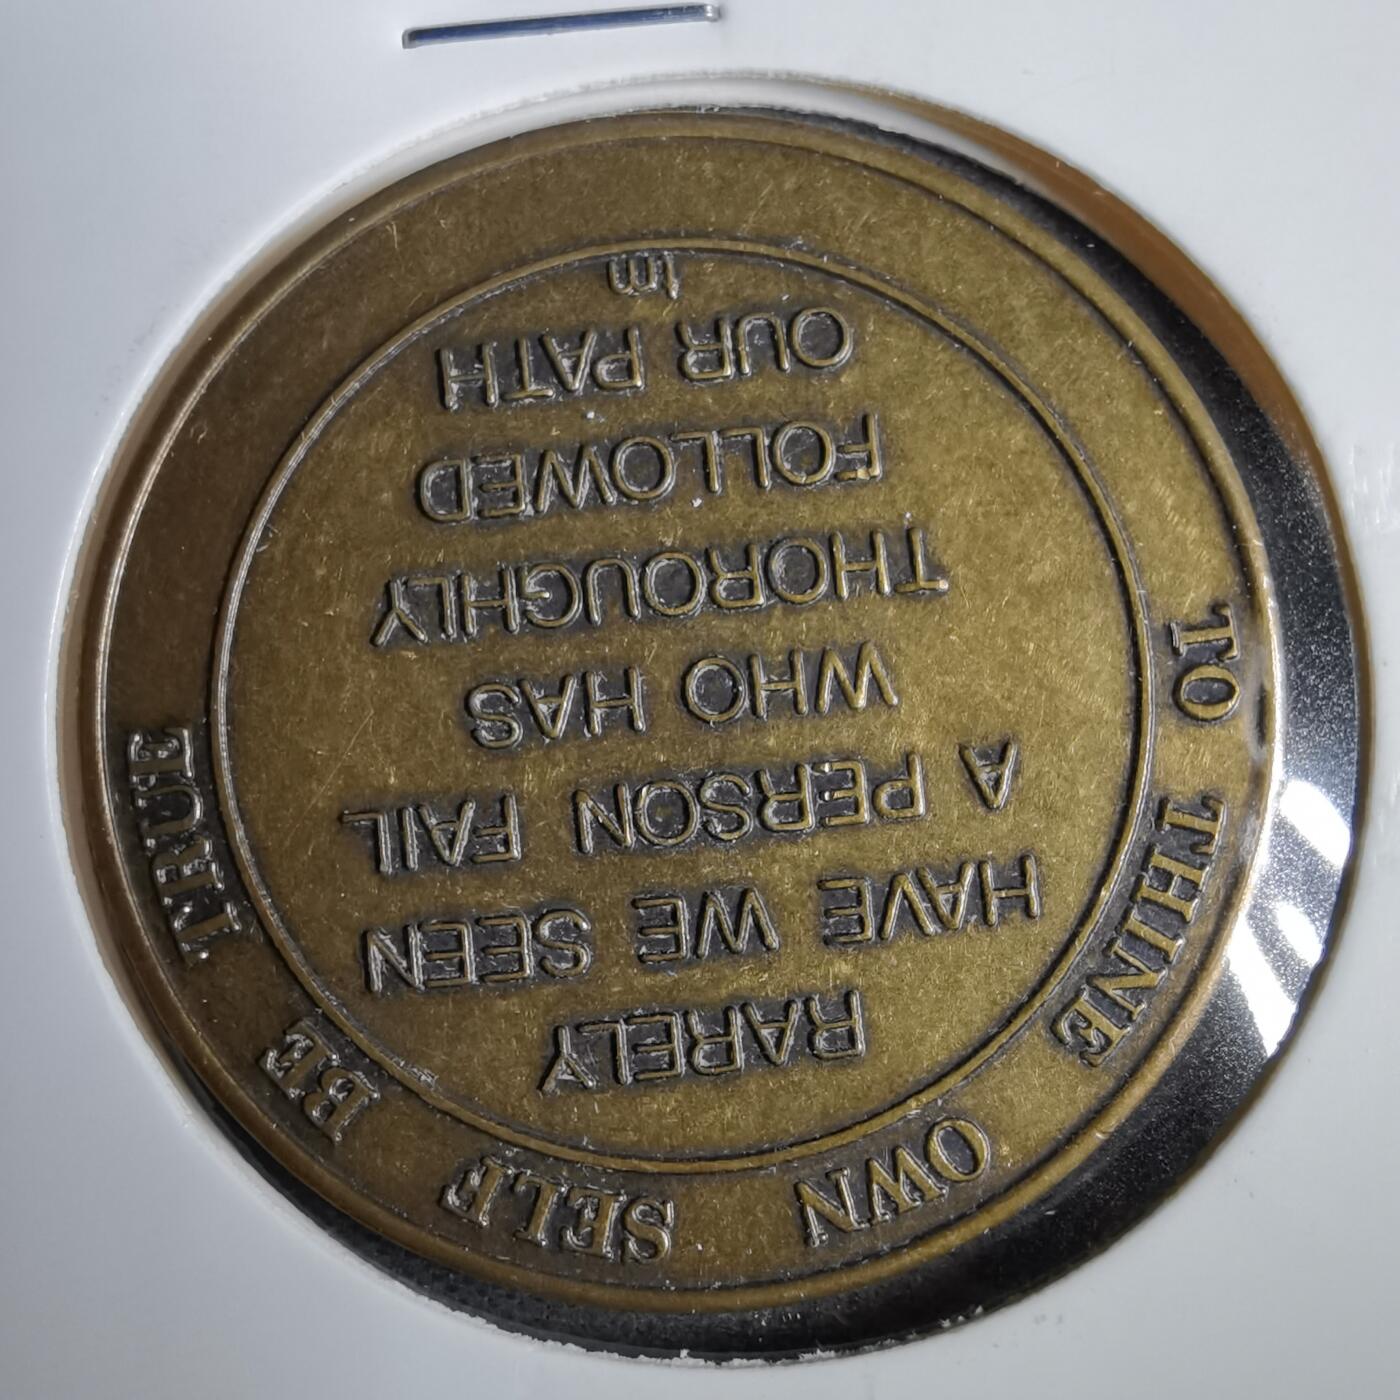 TO THINE OWN SELF BE TRUE
RARELY
HAVE WE SEEN
A PERSON FAIL
WHO HAS
THOROUGHLY
FOLLOWED
OUR PATH
tm